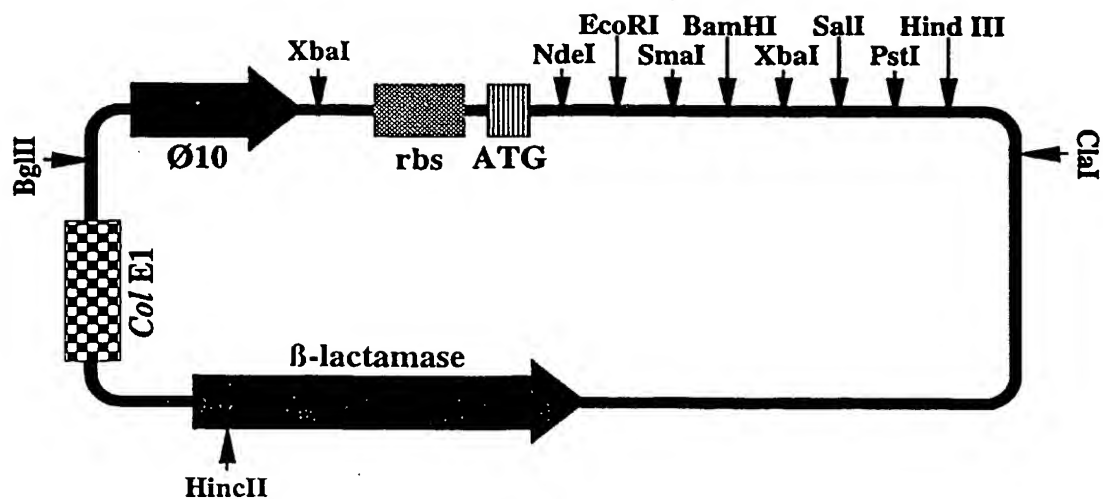 EcoRI BamHI SalI Hind III
XbaI NdeI SmaI XbaI PstI
BglII
Ø10 rbs ATG
ClaI
Col E1
ß-lactamase
HincII